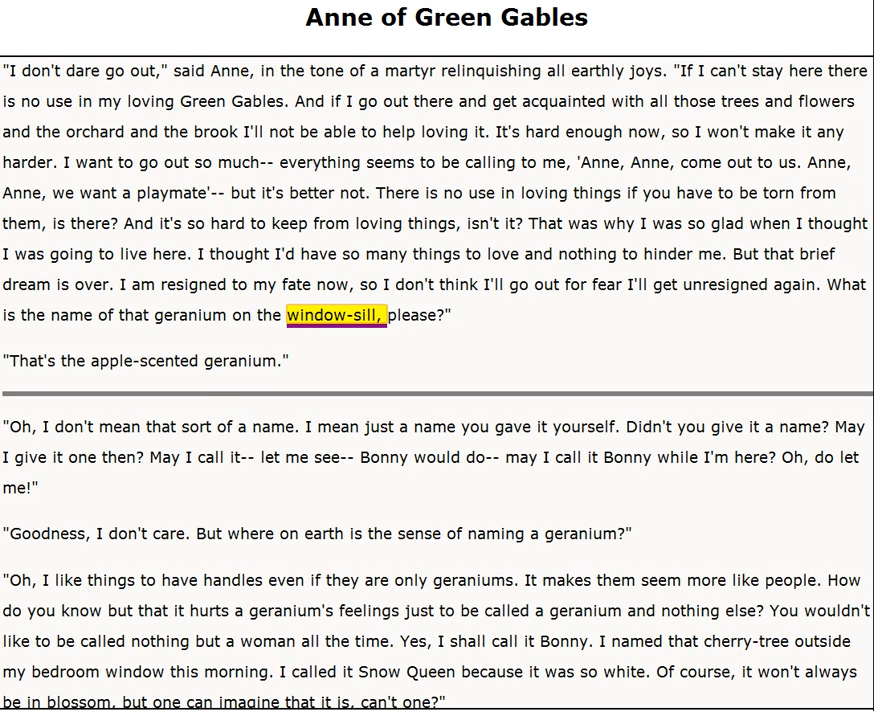 Anne of Green Gables
"I don't dare go out," said Anne, in the tone of a martyr relinquishing all earthly joys. "If I can't stay here there
is no use in my loving Green Gables. And if I go out there and get acquainted with all those trees and flowers
and the orchard and the brook I'll not be able to help loving it. It's hard enough now, so I won't make it any
harder. I want to go out so much-- everything seems to be calling to me, 'Anne, Anne, come out to us. Anne,
Anne, we want a playmate'-- but it's better not. There is no use in loving things if you have to be torn from
them, is there? And it's so hard to keep from loving things, isn't it? That was why I was so glad when I thought
I was going to live here. I thought I'd have so many things to love and nothing to hinder me. But that brief
dream is over. I am resigned to my fate now, so I don't think I'll go out for fear I'll get unresigned again. What
is the name of that geranium on the window-sill, please?"
"That's the apple-scented geranium."
"Oh, I don't mean that sort of a name. I mean just a name you gave it yourself. Didn't you give it a name? May
I give it one then? May I call it-- let me see-- Bonny would do-- may I call it Bonny while I'm here? Oh, do let
me!"
"Goodness, I don't care. But where on earth is the sense of naming a geranium?"
"Oh, I like things to have handles even if they are only geraniums. It makes them seem more like people. How
do you know but that it hurts a geranium's feelings just to be called a geranium and nothing else? You wouldn't
like to be called nothing but a woman all the time. Yes, I shall call it Bonny. I named that cherry-tree outside
my bedroom window this morning. I called it Snow Queen because it was so white. Of course, it won't always
be in blossom, but one can imagine that it is, can't one?"